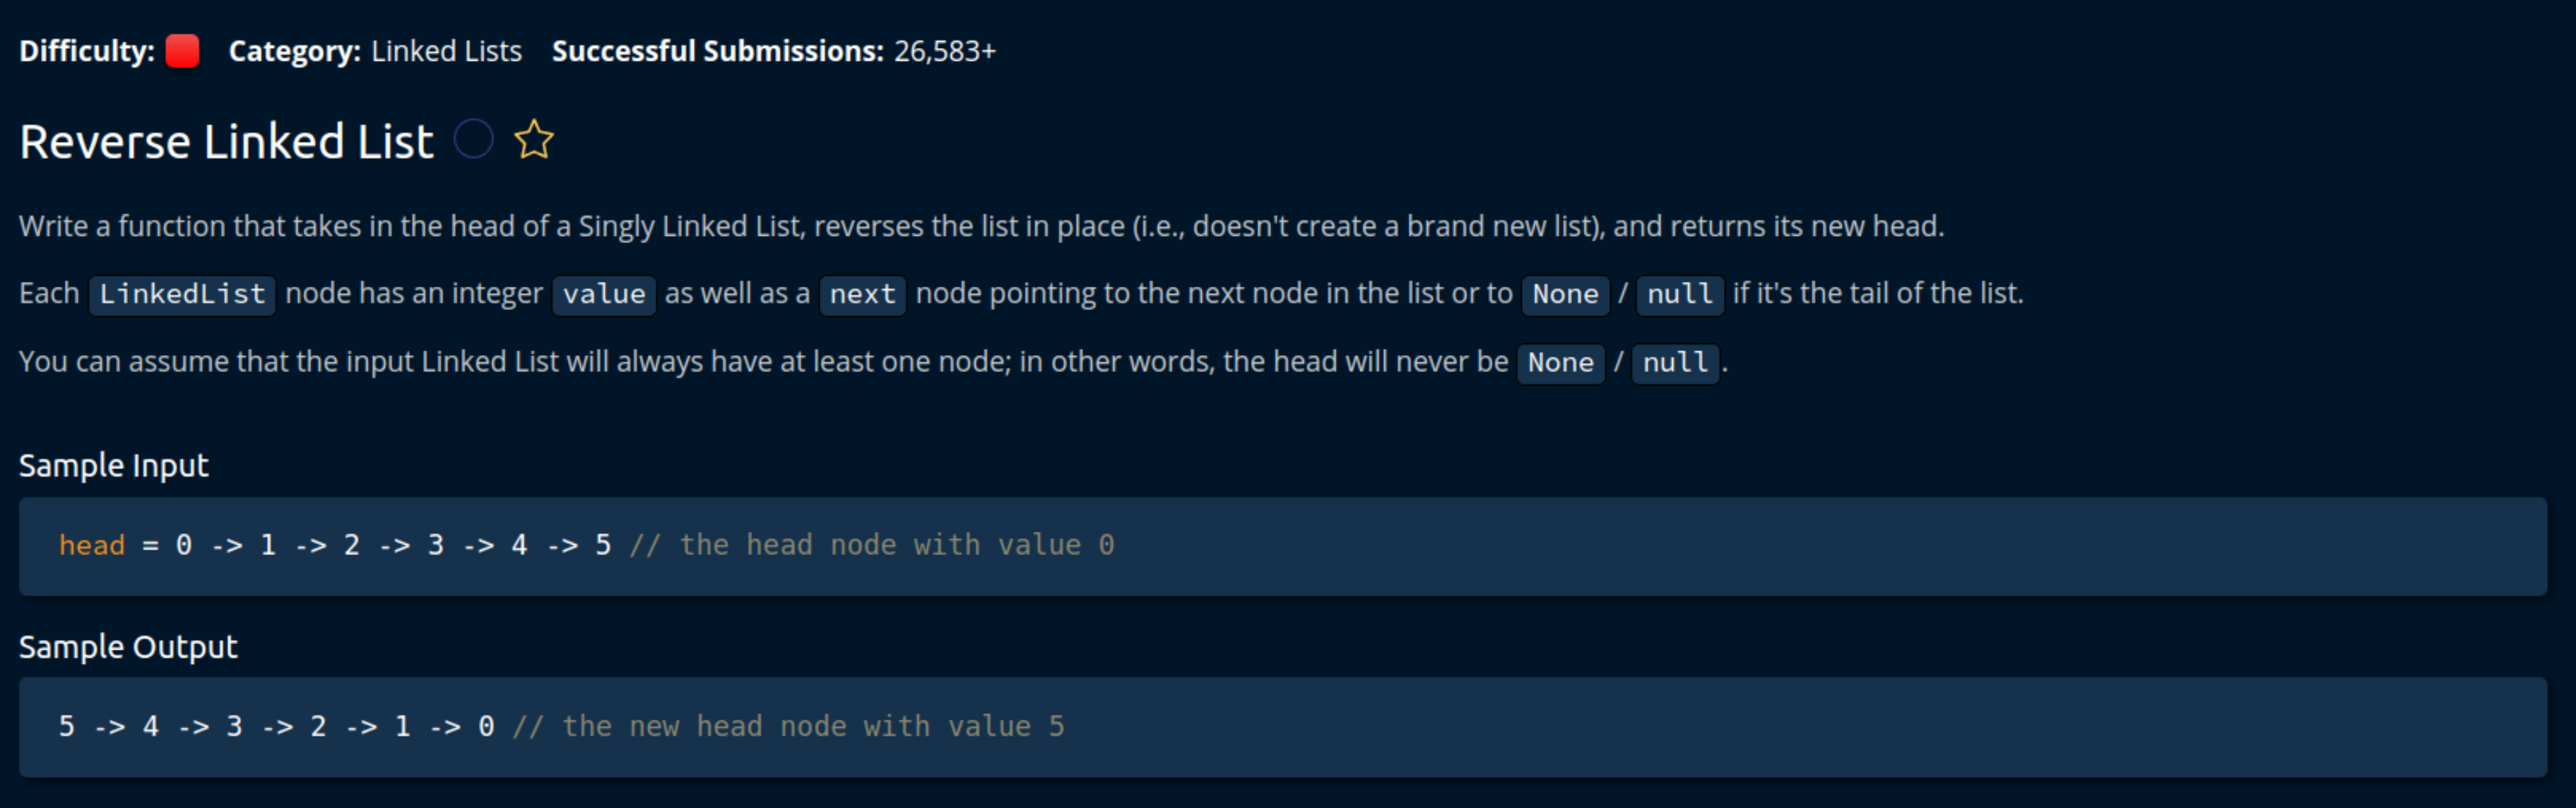 Difficulty: Category: Linked Lists Successful Submissions: 26,583+
Reverse Linked List
Write a function that takes in the head of a Singly Linked List, reverses the list in place (i.e., doesn't create a brand new list), and returns its new head.
Each LinkedList node has an integer value as well as a next node pointing to the next node in the list or to None / null if it's the tail of the list.
You can assume that the input Linked List will always have at least one node; in other words, the head will never be None / null.
Sample Input
head = 0 -> 1 -> 2 -> 3 -> 4 -> 5 // the head node with value 0
Sample Output
5 -> 4 -> 3 -> 2 -> 1 -> 0 // the new head node with value 5